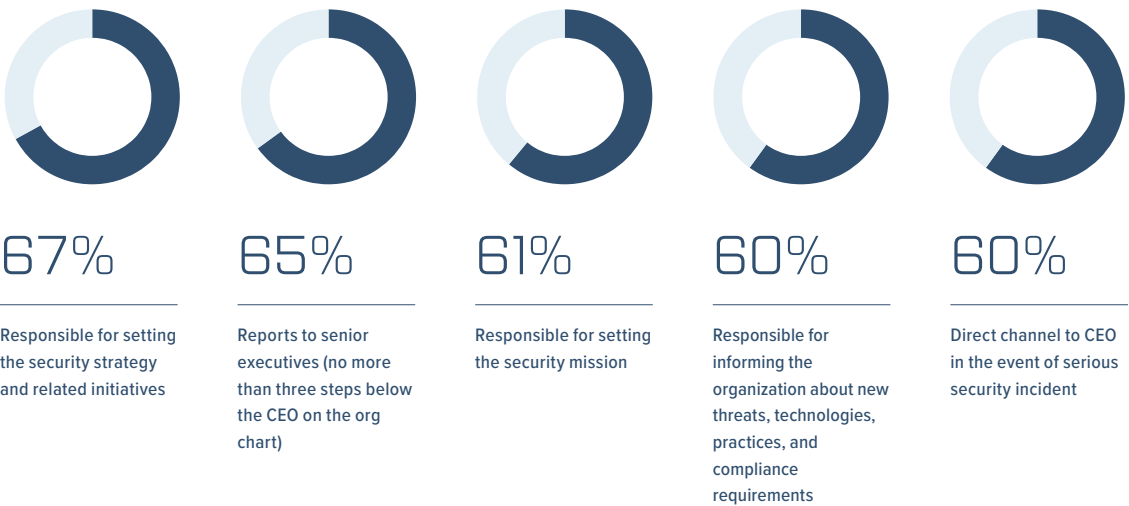 67%
Responsible for setting
the security strategy
and related initiatives
65%
Reports to senior
executives (no more
than three steps below
the CEO on the org
chart)
61%
Responsible for setting
the security mission
60%
Responsible for
informing the
organization about new
threats, technologies,
practices, and
compliance
requirements
60%
Direct channel to CEO
in the event of serious
security incident